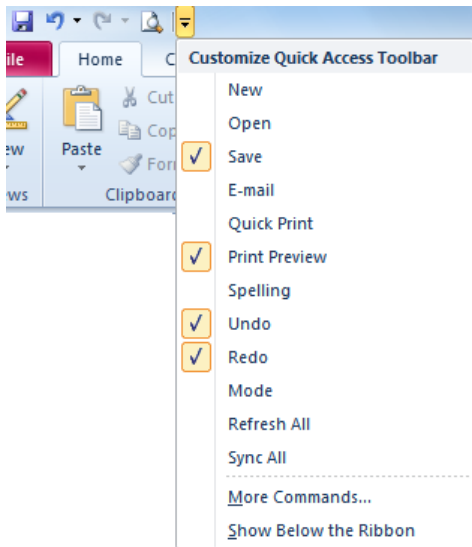 ile
Home
C
Customize Quick Access Toolbar
New
Open
Save
E-mail
Quick Print
Print Preview
Spelling
Undo
Redo
Mode
Refresh All
Sync All
More Commands...
Show Below the Ribbon
ew
Paste
Cut
Cop
For
ws
Clipboard